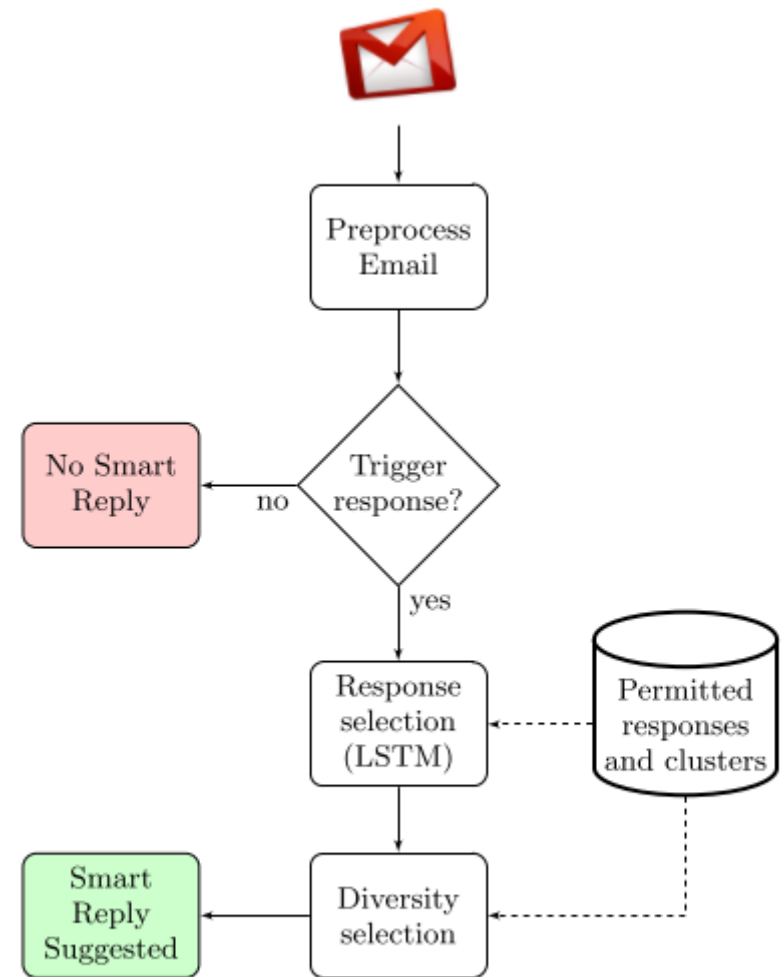 Preprocess
Email
Trigger
response?
No Smart
Reply
no
yes
Response
selection
(LSTM)
Permitted
responses
and clusters
Diversity
selection
Smart
Reply
Suggested